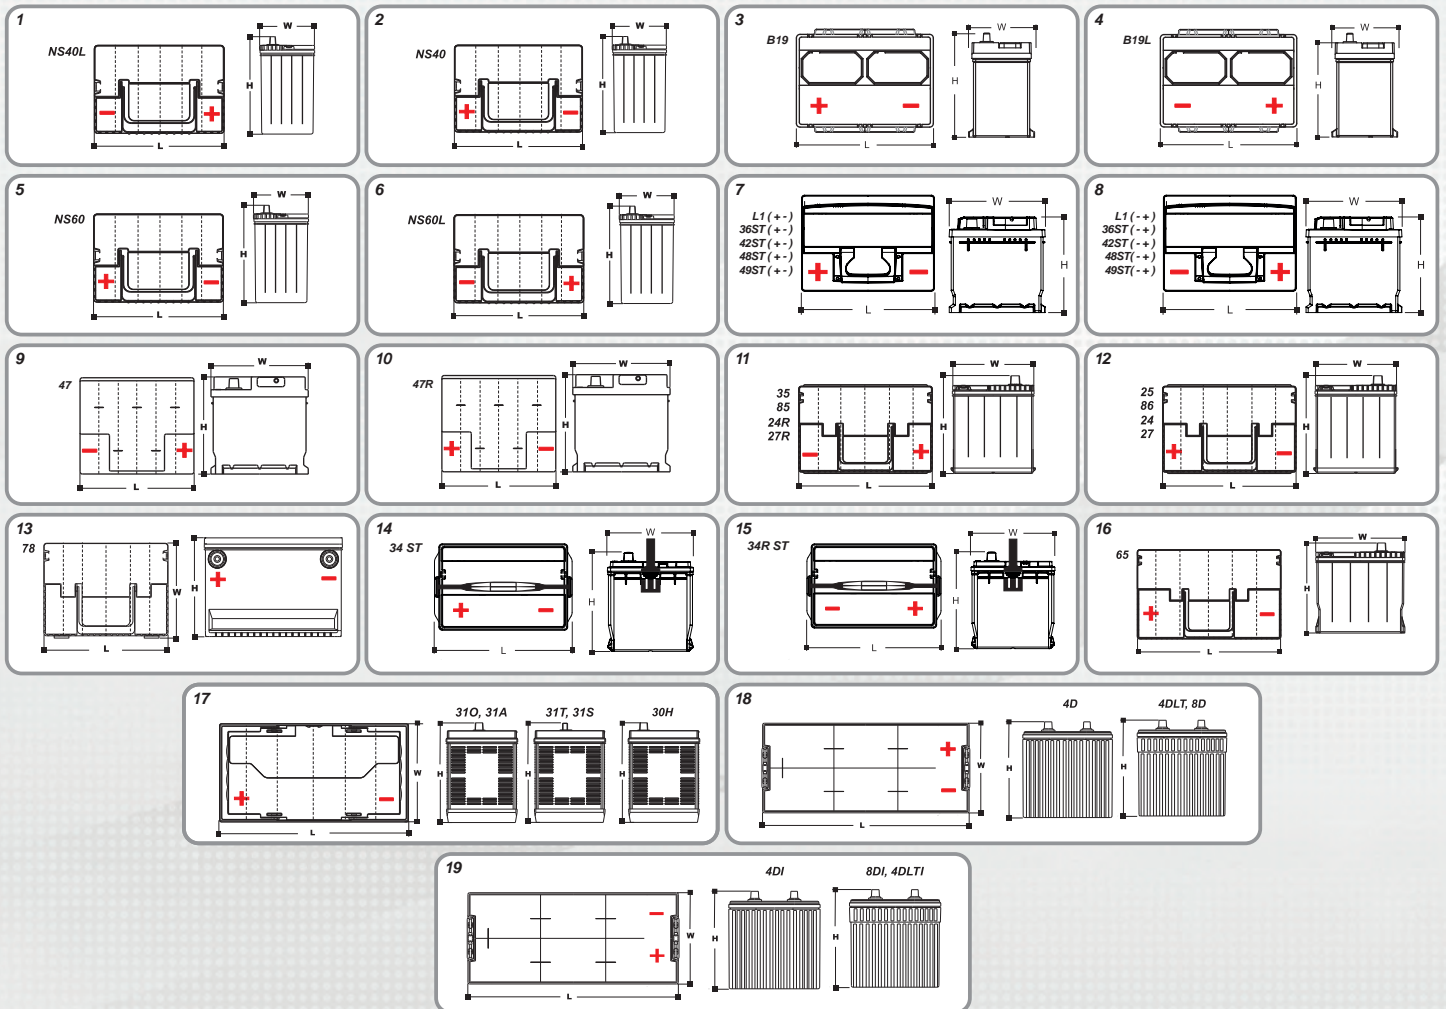 1
NS40L
W
H
- +
L
2
NS40
W
H
+ -
L
3
B19
W
H
+ -
L
4
B19L
W
H
- +
L
5
NS60
W
H
+ -
L
6
NS60L
W
H
- +
L
7
L1 ( + - )
36ST ( + - )
42ST ( + - )
48ST ( + - )
49ST ( + - )
W
H
+ -
L
8
L1 ( - + )
36ST ( - + )
42ST ( - + )
48ST ( - + )
49ST( - + )
W
H
- +
L
9
47
W
H
- +
L
10
47R
W
H
+ -
L
11
35
85
24R
27R
W
H
- +
L
12
25
86
24
27
W
H
+ -
L
13
78
W
H
+ -
L
14
34 ST
W
H
+ -
L
15
34R ST
W
H
- +
L
16
65
W
H
+ -
L
17
31O, 31A
31T, 31S
30H
W
H
H
H
+ -
L
18
4D
4DLT, 8D
+
-
W
H
H
L
19
4DI
8DI, 4DLTI
-
+
W
H
H
L